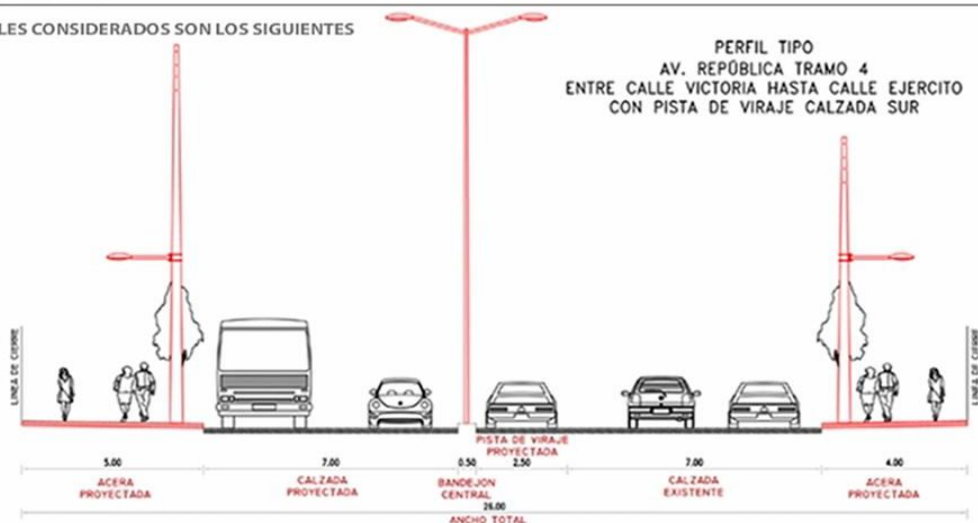 LES CONSIDERADOS SON LOS SIGUIENTES
PERFIL TIPO
AV. REPÚBLICA TRAMO 4
ENTRE CALLE VICTORIA HASTA CALLE EJERCITO
CON PISTA DE VIRAJE CALZADA SUR
LINEA DE CIERRE
LINEA DE CIERRE
PISTA DE VIRAJE
PROYECTADA
5.00
7.00
0.50
2.50
7.00
4.00
ACERA
PROYECTADA
CALZADA
PROYECTADA
BANDEJON
CENTRAL
CALZADA
EXISTENTE
ACERA
PROYECTADA
26.00
ANCHO TOTAL